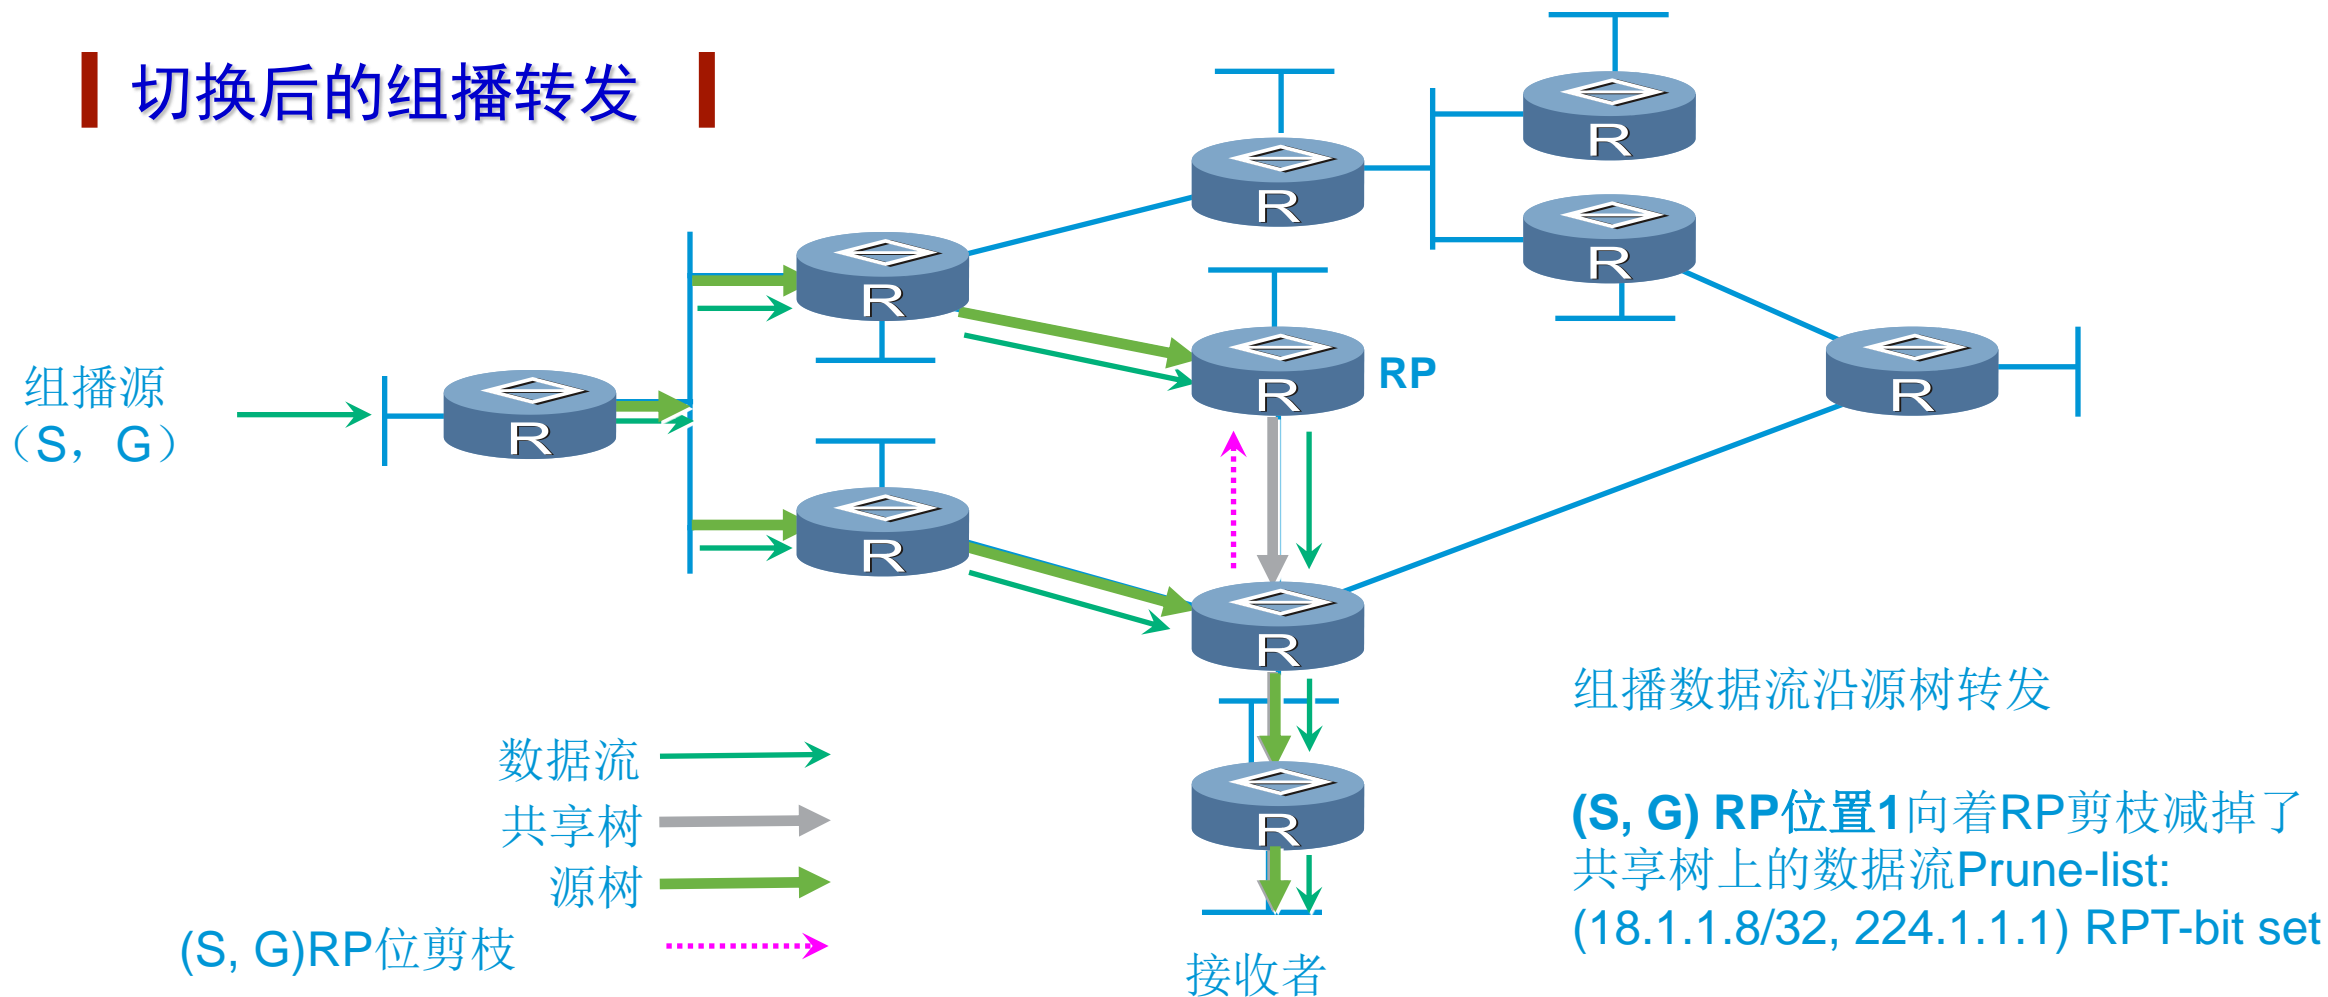 切换后的组播转发
R
R
R
R
R
RP
R
R
组播源
（S，G）
R
R
R
组播数据流沿源树转发
数据流
共享树
源树
(S, G)RP位剪枝
R
(S, G) RP位置1向着RP剪枝减掉了
共享树上的数据流Prune-list:
(18.1.1.8/32, 224.1.1.1) RPT-bit set
接收者